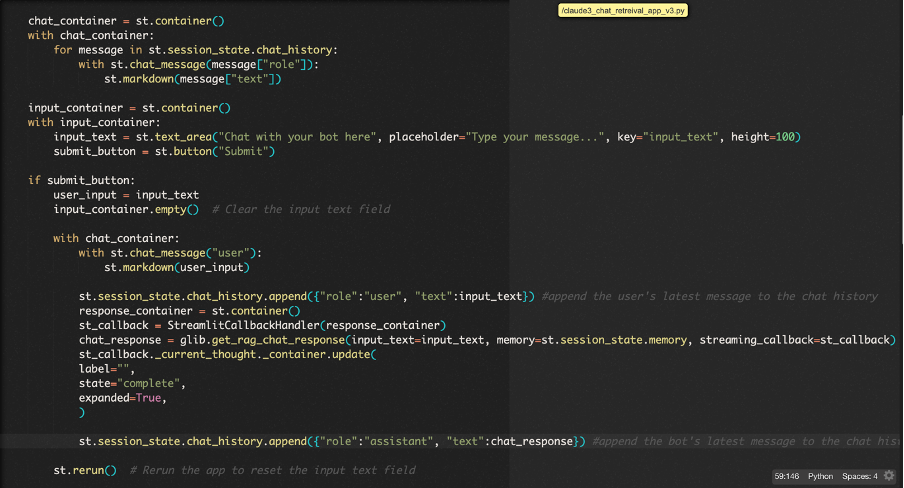 /claude3_chat_retreival_app_v3.py
chat_container = st.container()
with chat_container:
    for message in st.session_state.chat_history:
        with st.chat_message(message["role"]):
            st.markdown(message["text"])
input_container = st.container()
with input_container:
    input_text = st.text_area("Chat with your bot here", placeholder="Type your message...", key="input_text", height=100)
    submit_button = st.button("Submit")
if submit_button:
    user_input = input_text
    input_container.empty()  # Clear the input text field
    with chat_container:
        with st.chat_message("user"):
            st.markdown(user_input)
        st.session_state.chat_history.append({"role":"user", "text":input_text}) #append the user's latest message to the chat history
        response_container = st.container()
        st_callback = StreamlitCallbackHandler(response_container)
        chat_response = glib.get_rag_chat_response(input_text=input_text, memory=st.session_state.memory, streaming_callback=st_callback)
        st_callback._current_thought._container.update(
        label="",
        state="complete",
        expanded=True,
        )
        st.session_state.chat_history.append({"role":"assistant", "text":chat_response}) #append the bot's latest message to the chat
    st.rerun()  # Rerun the app to reset the input text field
59:146 Python Spaces: 4